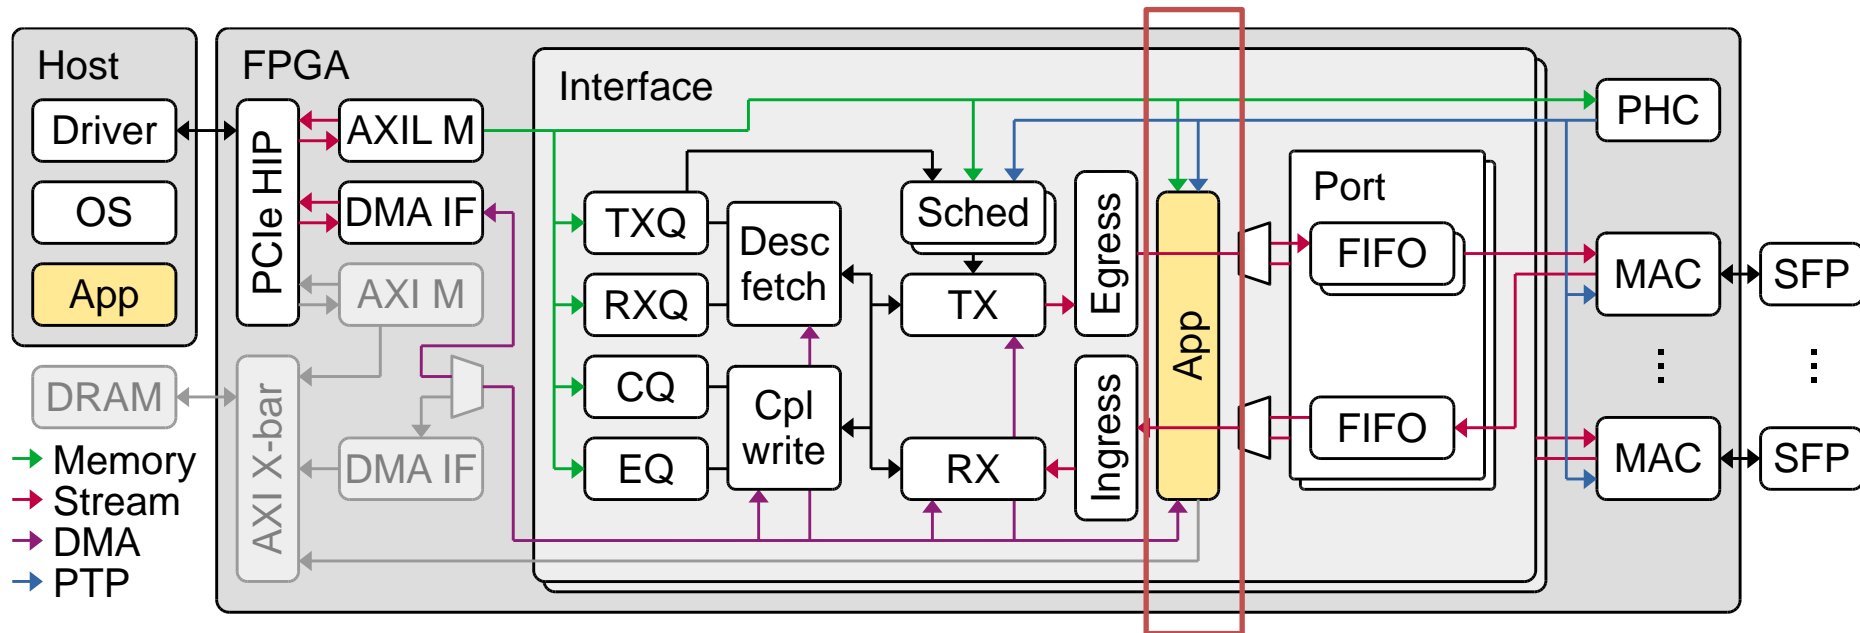 Host
Driver
OS
App
DRAM
Memory
Stream
DMA
PTP
FPGA
PCIe HIP
AXIL M
DMA IF
AXI M
AXI X-bar
DMA IF
Interface
TXQ
RXQ
CQ
EQ
Desc
fetch
Cpl
write
Sched
TX
RX
Egress
Ingress
App
Port
FIFO
FIFO
PHC
MAC
SFP
MAC
SFP